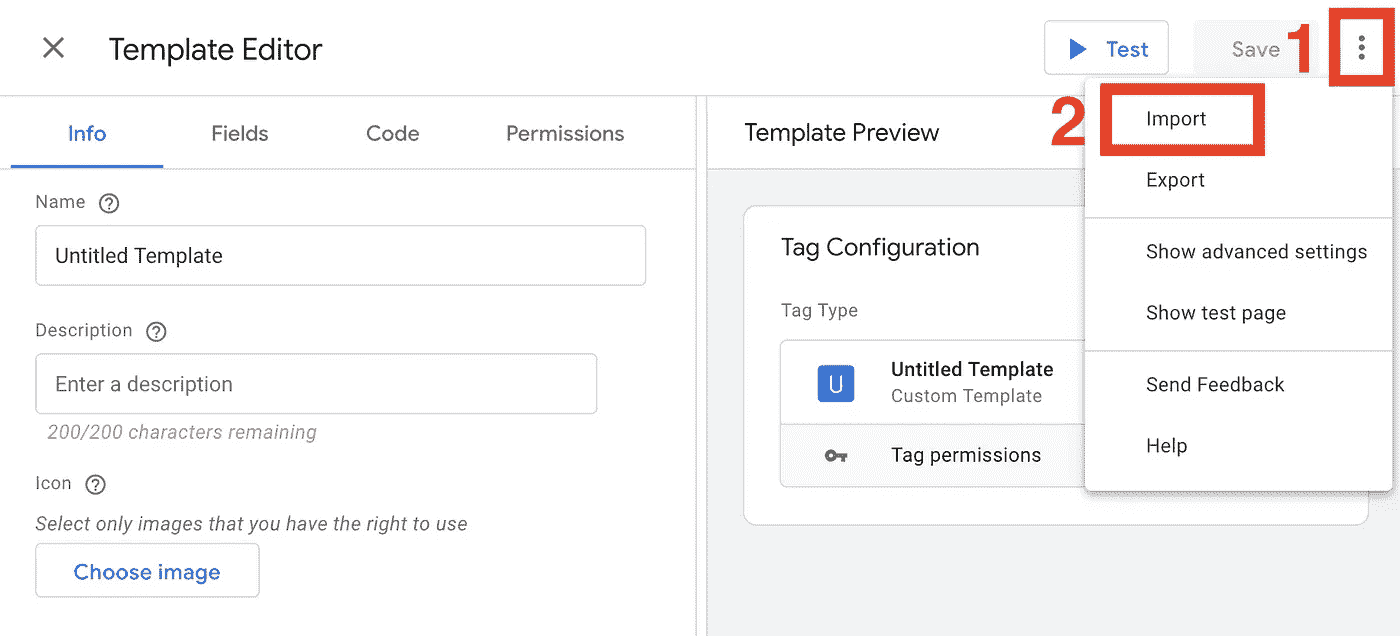 Template Editor
Test
Save
1
Info
Fields
Code
Permissions
Name
Untitled Template
Description
Enter a description
200/200 characters remaining
Icon
Select only images that you have the right to use
Choose image
Template Preview
Tag Configuration
Tag Type
U
Untitled Template
Custom Template
Tag permissions
2
Import
Export
Show advanced settings
Show test page
Send Feedback
Help